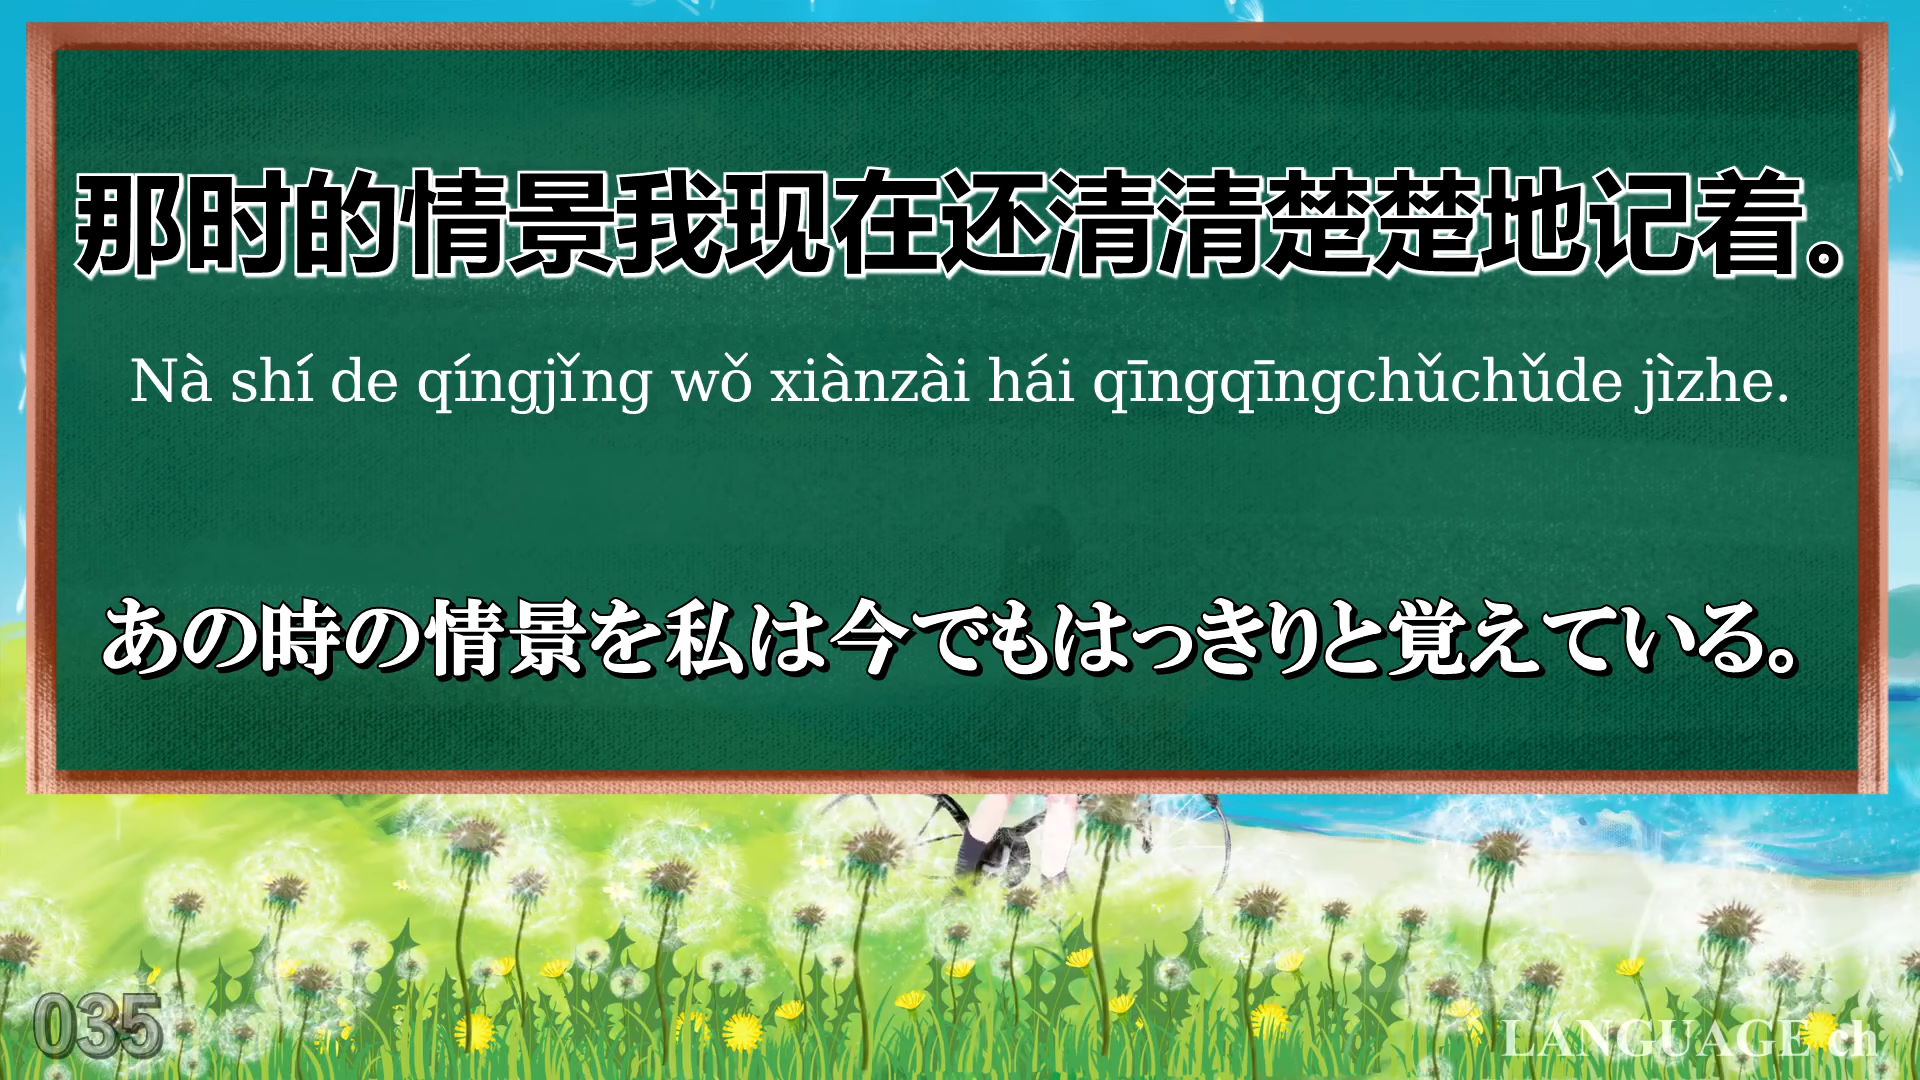 那时的情景我现在还清清楚楚地记着。
Nà shí de qíngjǐng wǒ xiànzài hái qīngqīngchǔchǔde jìzhe.
あの時の情景を私は今でもはっきりと覚えている。
035
LANGUAGE ch